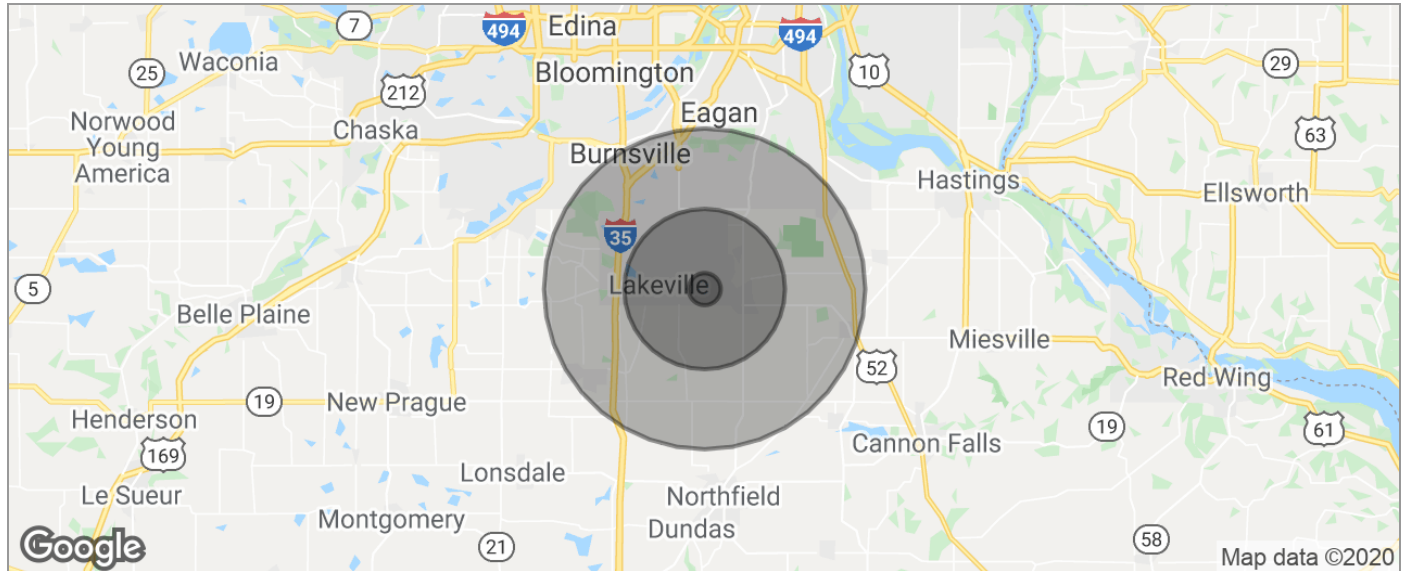 7
494
Edina
494
Waconia
25
Bloomington
10
29
212
Norwood
Young
America
Chaska
Eagan
63
Burnsville
Hastings
Ellsworth
35
5
Lakeville
Belle Plaine
Miesville
52
Red Wing
19
New Prague
Henderson
19
61
169
Cannon Falls
Lonsdale
Le Sueur
Northfield
Montgomery
Dundas
21
58
Google
Map data ©2020